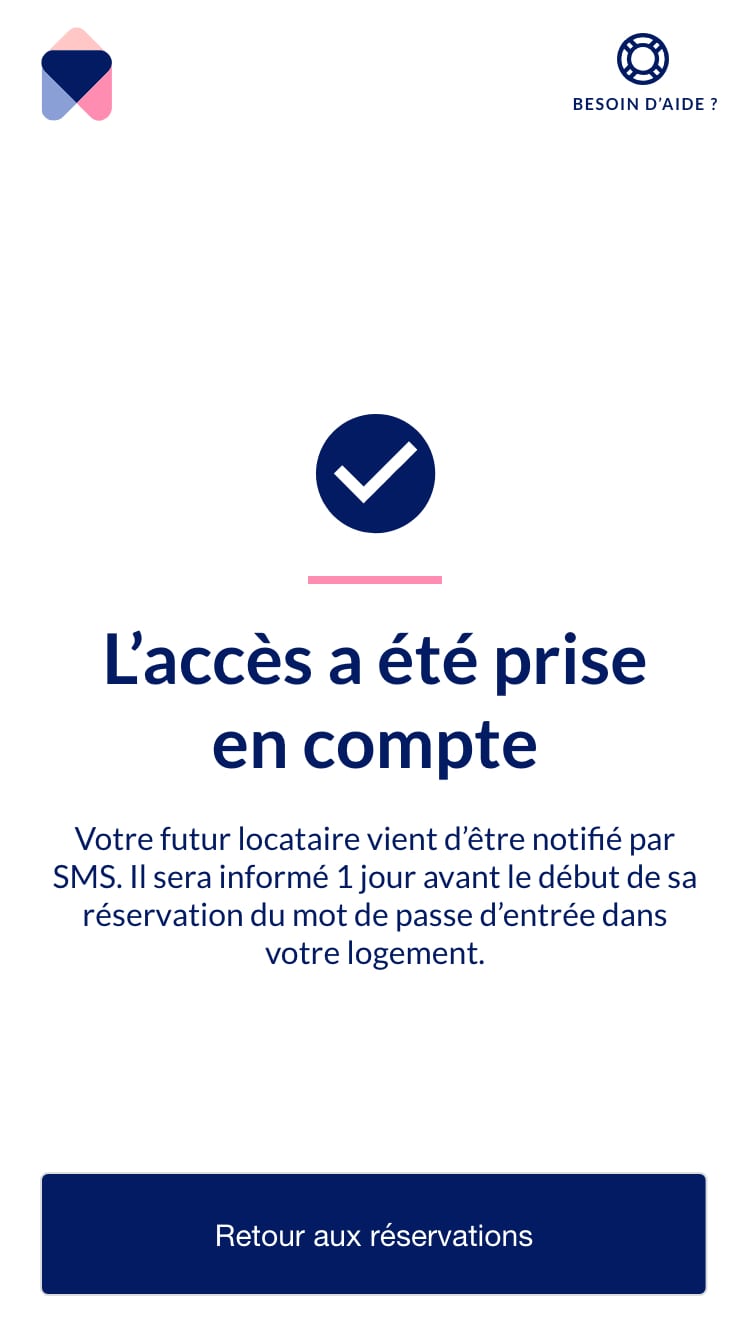 BESOIN D’AIDE ?
L’accès a été prise
en compte
Votre futur locataire vient d’être notifié par
SMS. Il sera informé 1 jour avant le début de sa
réservation du mot de passe d’entrée dans
votre logement.
Retour aux réservations